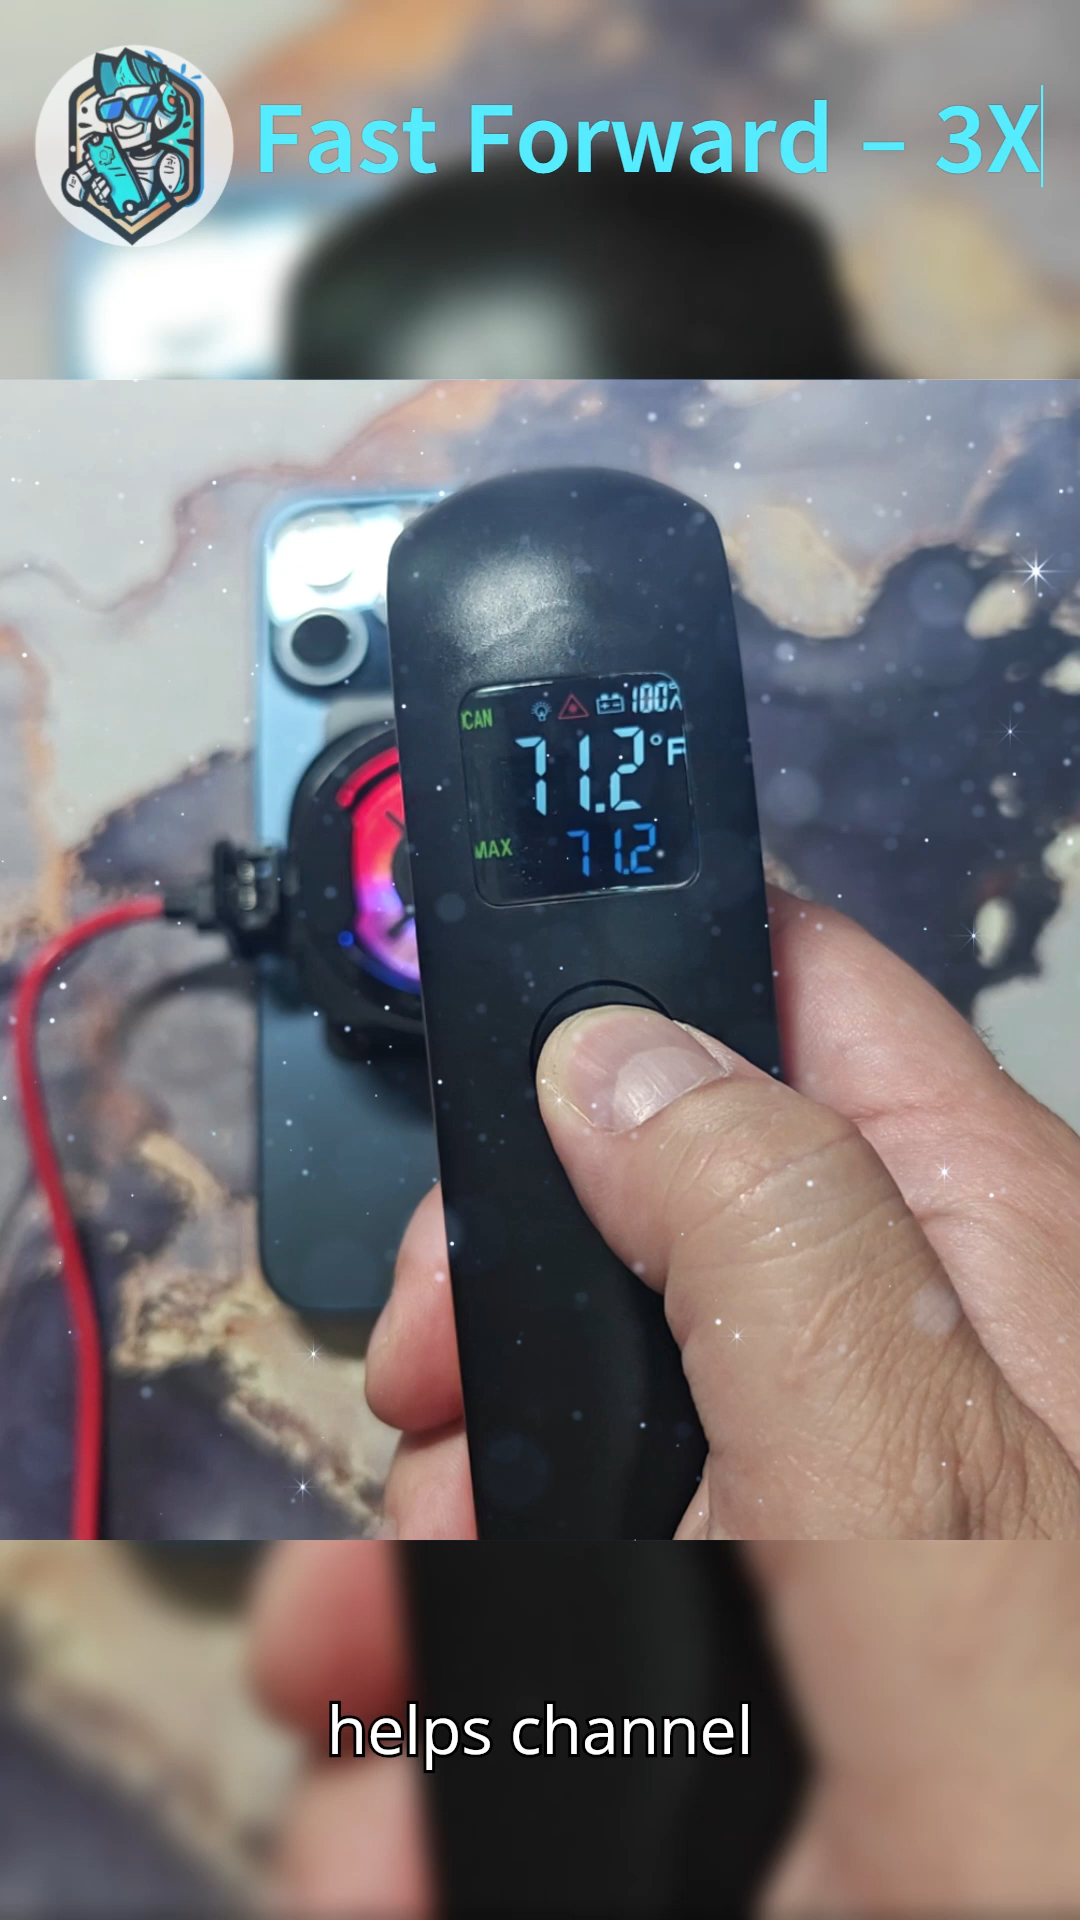 Fast Forward – 3X
SCAN
100%
71.2°F
MAX
71.2
helps channel